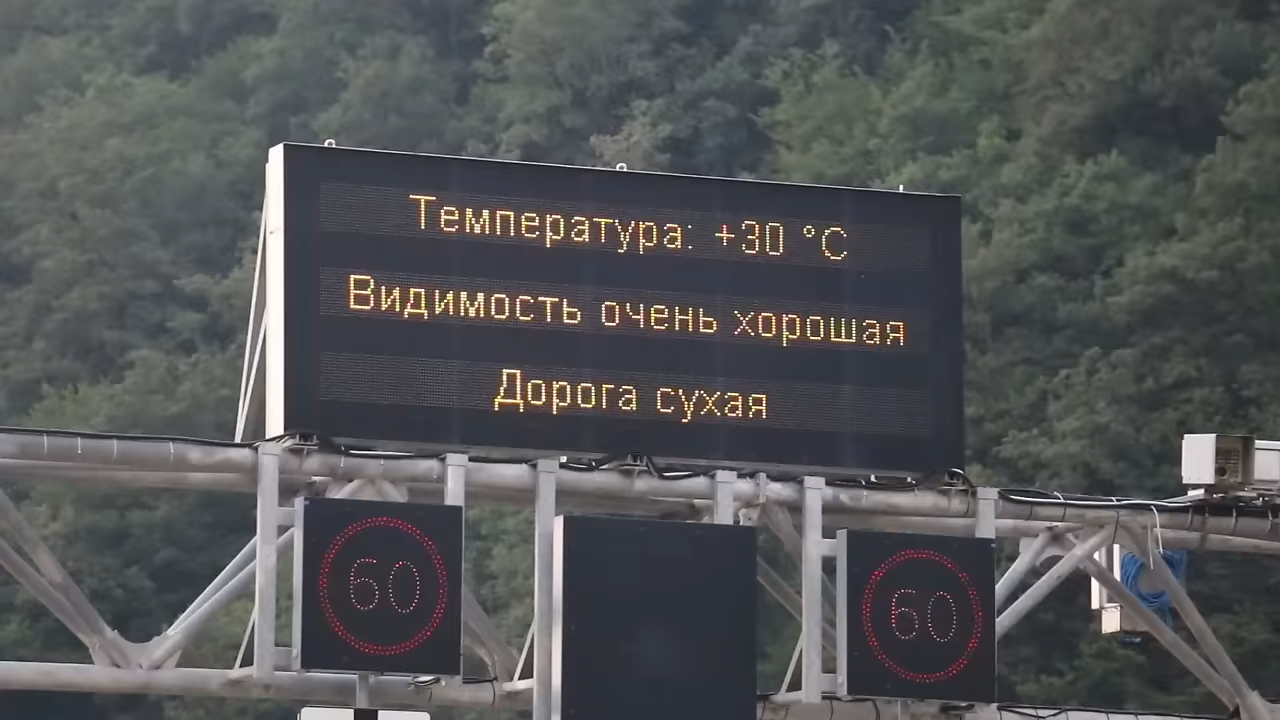 Температура: +30 °C
Видимость очень хорошая
Дорога сухая
60
60